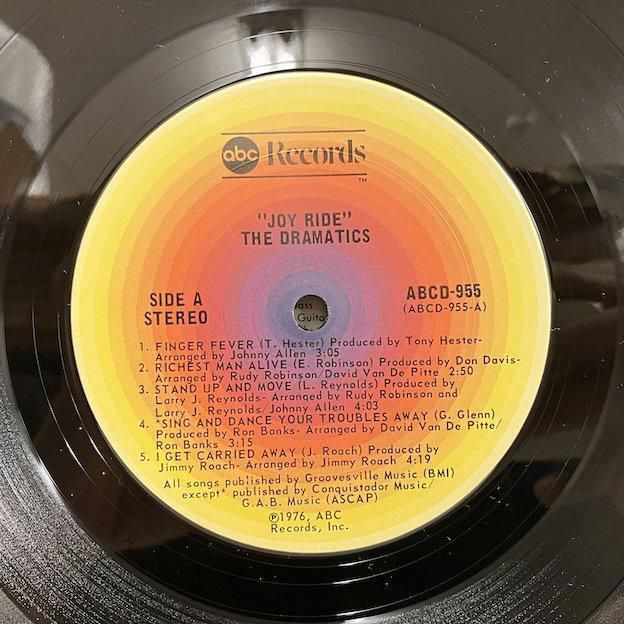 abc Records
TM
"JOY RIDE"
THE DRAMATICS
SIDE A
STEREO
ABCD-955
(ABCD-955-A)
ass
Guita
1. FINGER FEVER (T. Hester) Produced by Tony Hester-
Arranged by Johnny Allen 3:05
2. RICHEST MAN ALIVE (E. Robinson) Produced by Don Davis-
Arranged by Rudy Robinson/David Van De Pitte 2:50
3. STAND UP AND MOVE (L. Reynolds) Produced by
Larry J. Reynolds- Arranged by Rudy Robinson and
Larry J. Reynolds/Johnny Allen 4:03
4. *SING AND DANCE YOUR TROUBLES AWAY (G. Glenn)
Produced by Ron Banks- Arranged by David Van De Pitte/
Ron Banks 3:15
5. I GET CARRIED AWAY (J. Roach) Produced by
Jimmy Roach- Arranged by Jimmy Roach 4:19
All songs published by Groovesville Music (BMI)
except* published by Conquistador Music/
G.A.B. Music (ASCAP)
℗1976, ABC
Records, Inc.